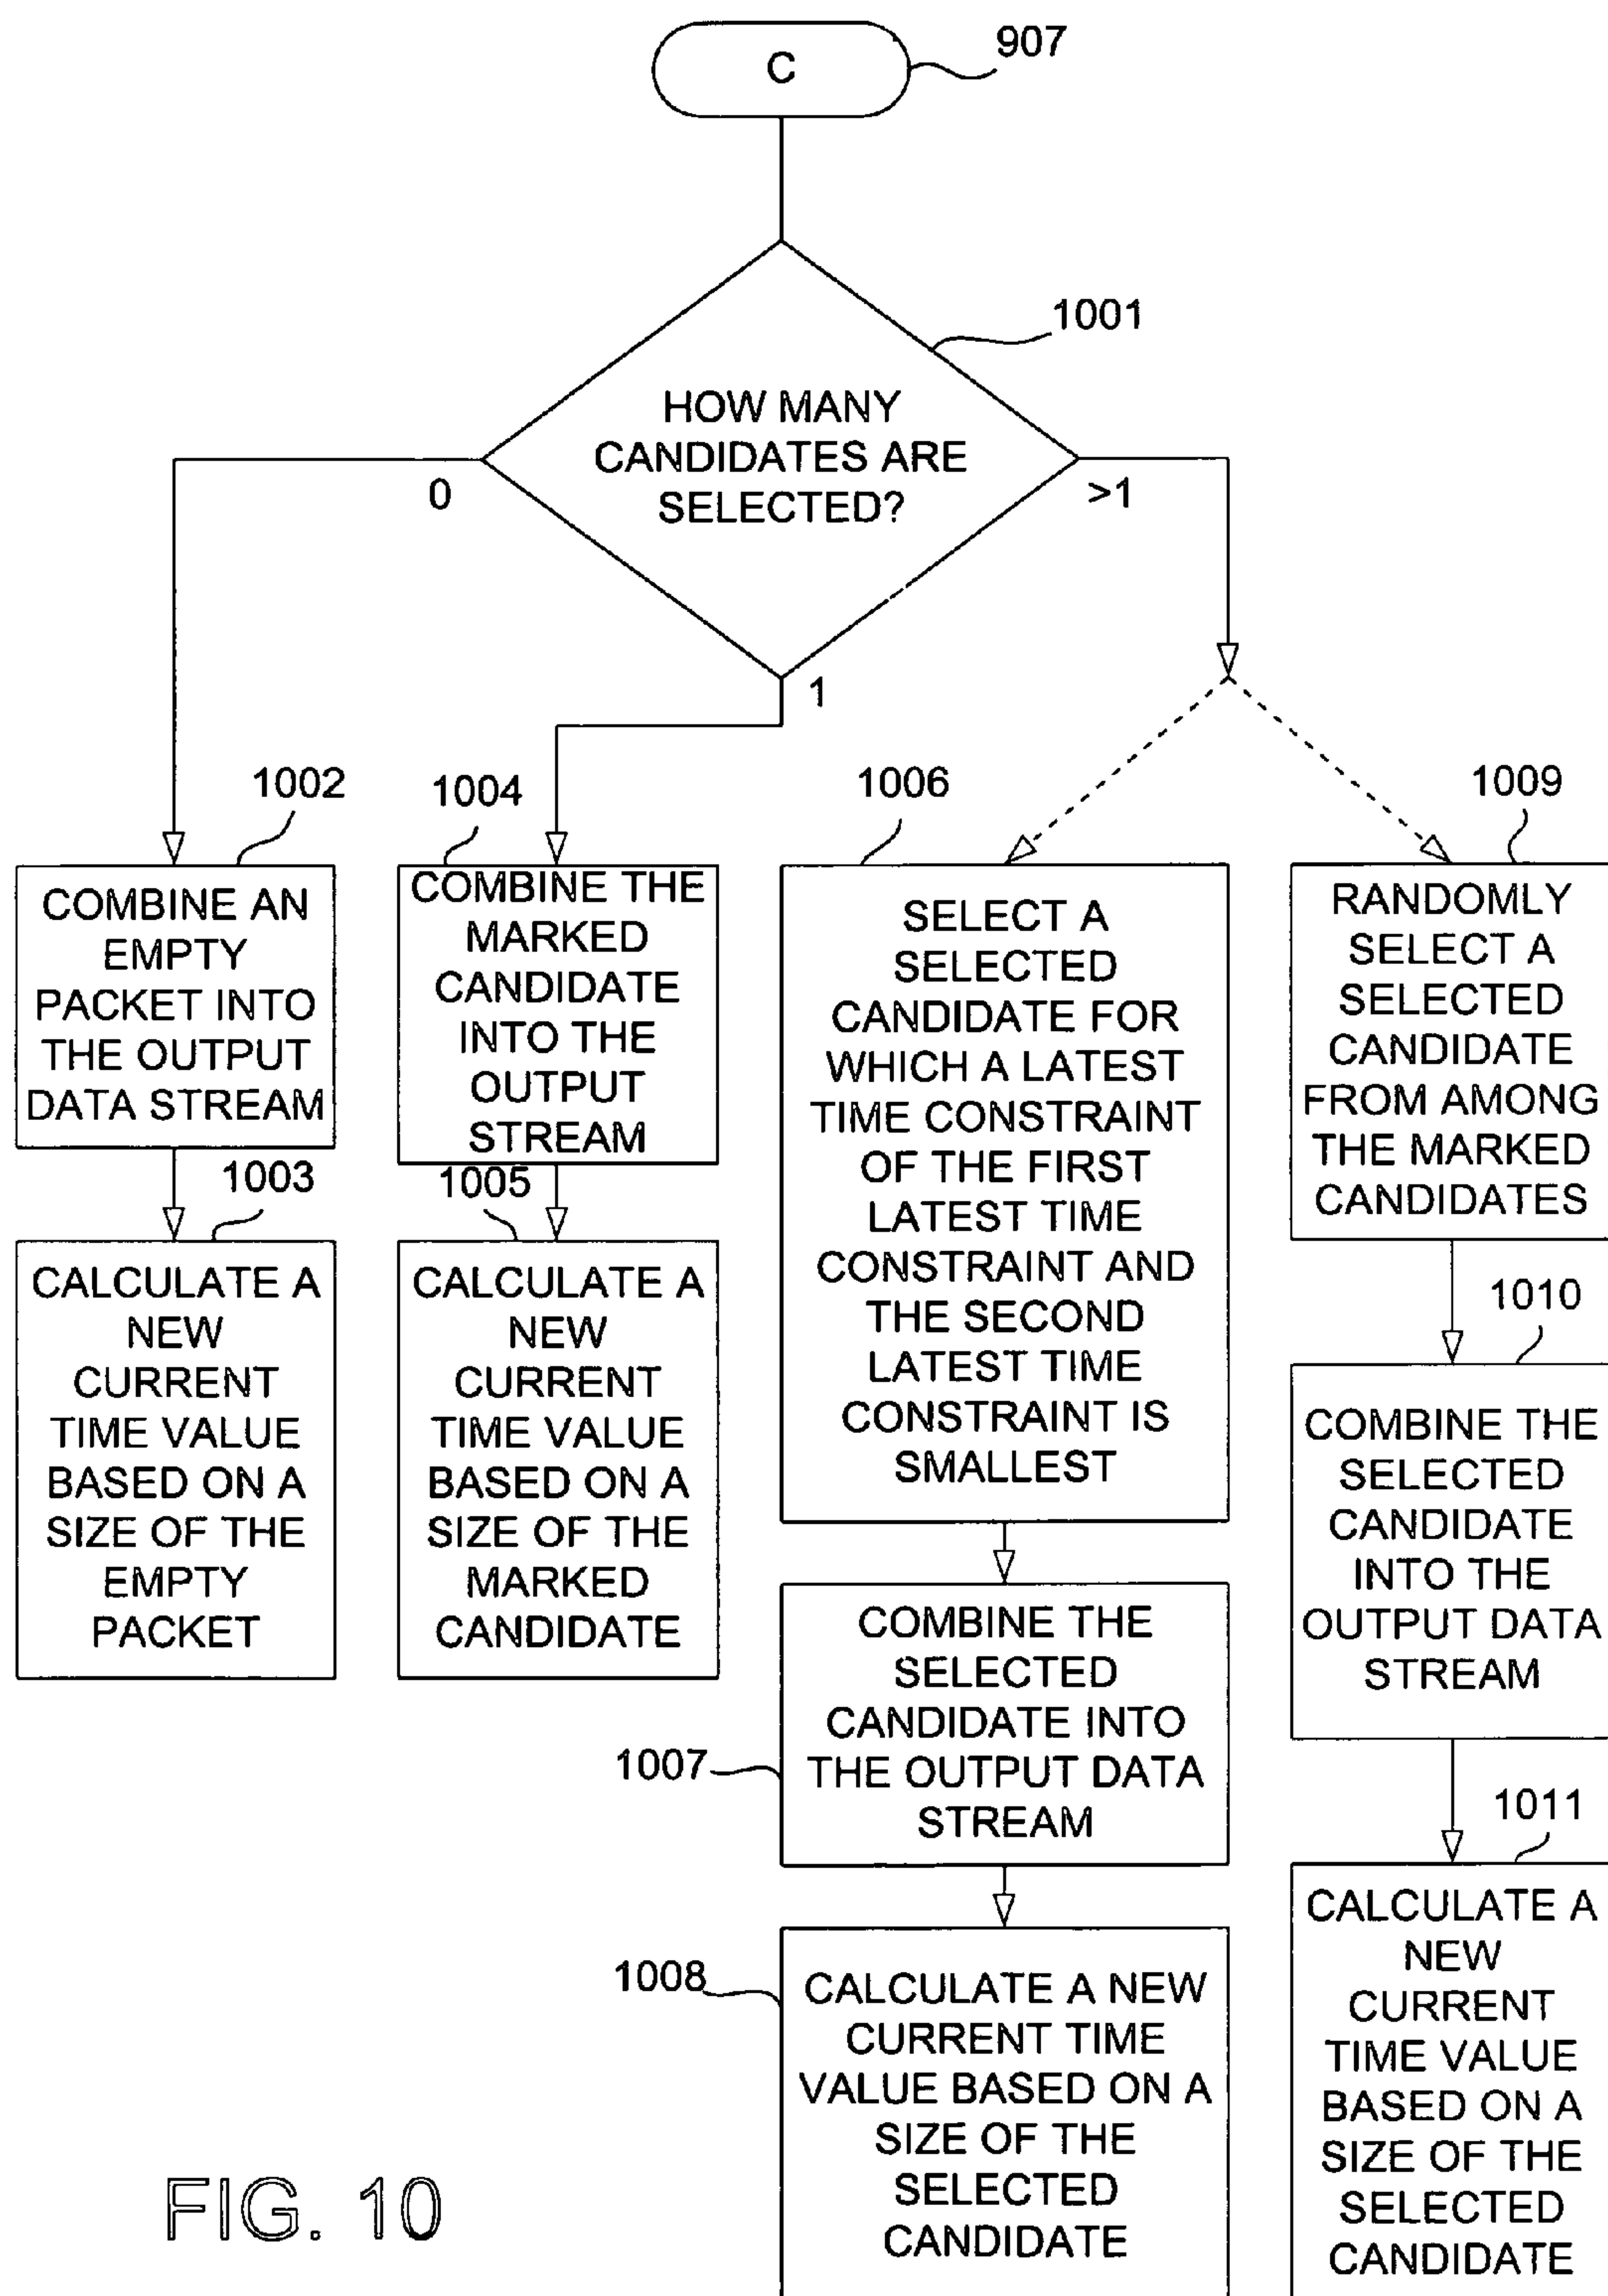 C
907
1001
HOW MANY
CANDIDATES ARE
SELECTED?
0
>1
1
1002
COMBINE AN
EMPTY
PACKET INTO
THE OUTPUT
DATA STREAM
1003
CALCULATE A
NEW
CURRENT
TIME VALUE
BASED ON A
SIZE OF THE
EMPTY
PACKET
1004
COMBINE THE
MARKED
CANDIDATE
INTO THE
OUTPUT
STREAM
1005
CALCULATE A
NEW
CURRENT
TIME VALUE
BASED ON A
SIZE OF THE
MARKED
CANDIDATE
1006
SELECT A
SELECTED
CANDIDATE FOR
WHICH A LATEST
TIME CONSTRAINT
OF THE FIRST
LATEST TIME
CONSTRAINT AND
THE SECOND
LATEST TIME
CONSTRAINT IS
SMALLEST
1007
COMBINE THE
SELECTED
CANDIDATE INTO
THE OUTPUT DATA
STREAM
1008
CALCULATE A NEW
CURRENT TIME
VALUE BASED ON A
SIZE OF THE
SELECTED
CANDIDATE
1009
RANDOMLY
SELECT A
SELECTED
CANDIDATE
FROM AMONG
THE MARKED
CANDIDATES
1010
COMBINE THE
SELECTED
CANDIDATE
INTO THE
OUTPUT DATA
STREAM
1011
CALCULATE A
NEW
CURRENT
TIME VALUE
BASED ON A
SIZE OF THE
SELECTED
CANDIDATE
FIG. 10